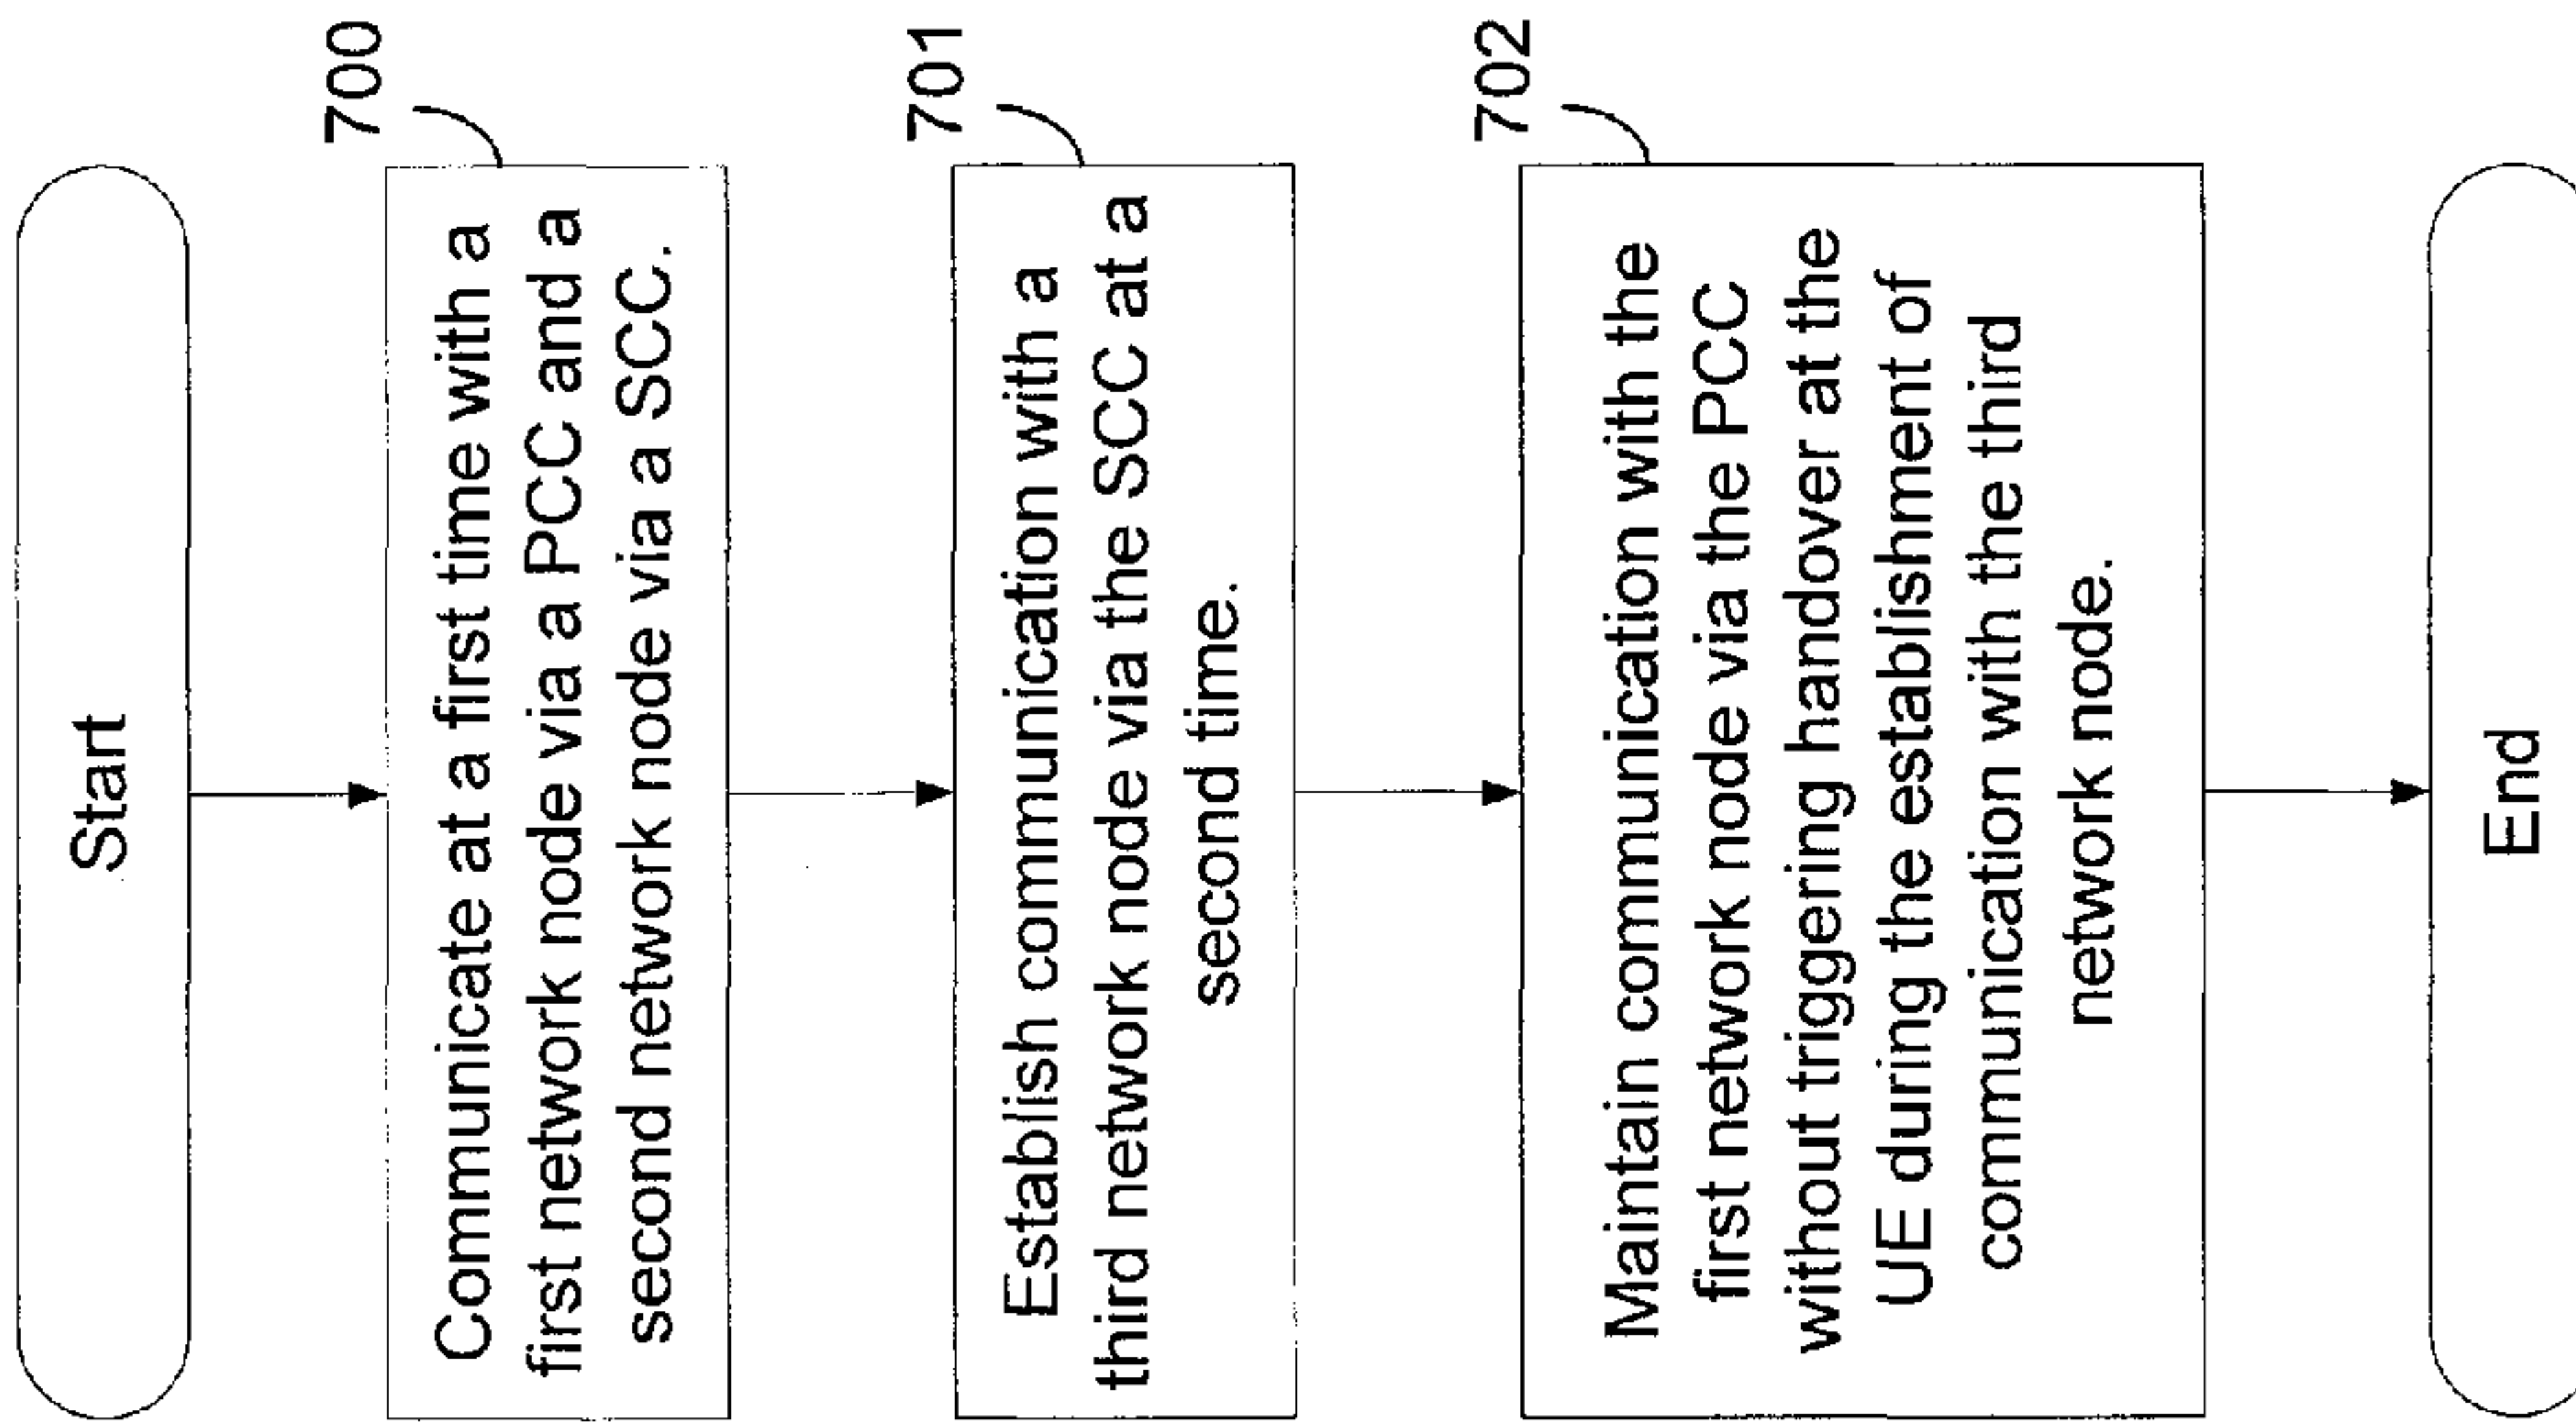 Start
700
Communicate at a first time with a
first network node via a PCC and a
second network node via a SCC.
701
Establish communication with a
third network node via the SCC at a
second time.
702
Maintain communication with the
first network node via the PCC
without triggering handover at the
UE during the establishment of
communication with the third
network node.
End